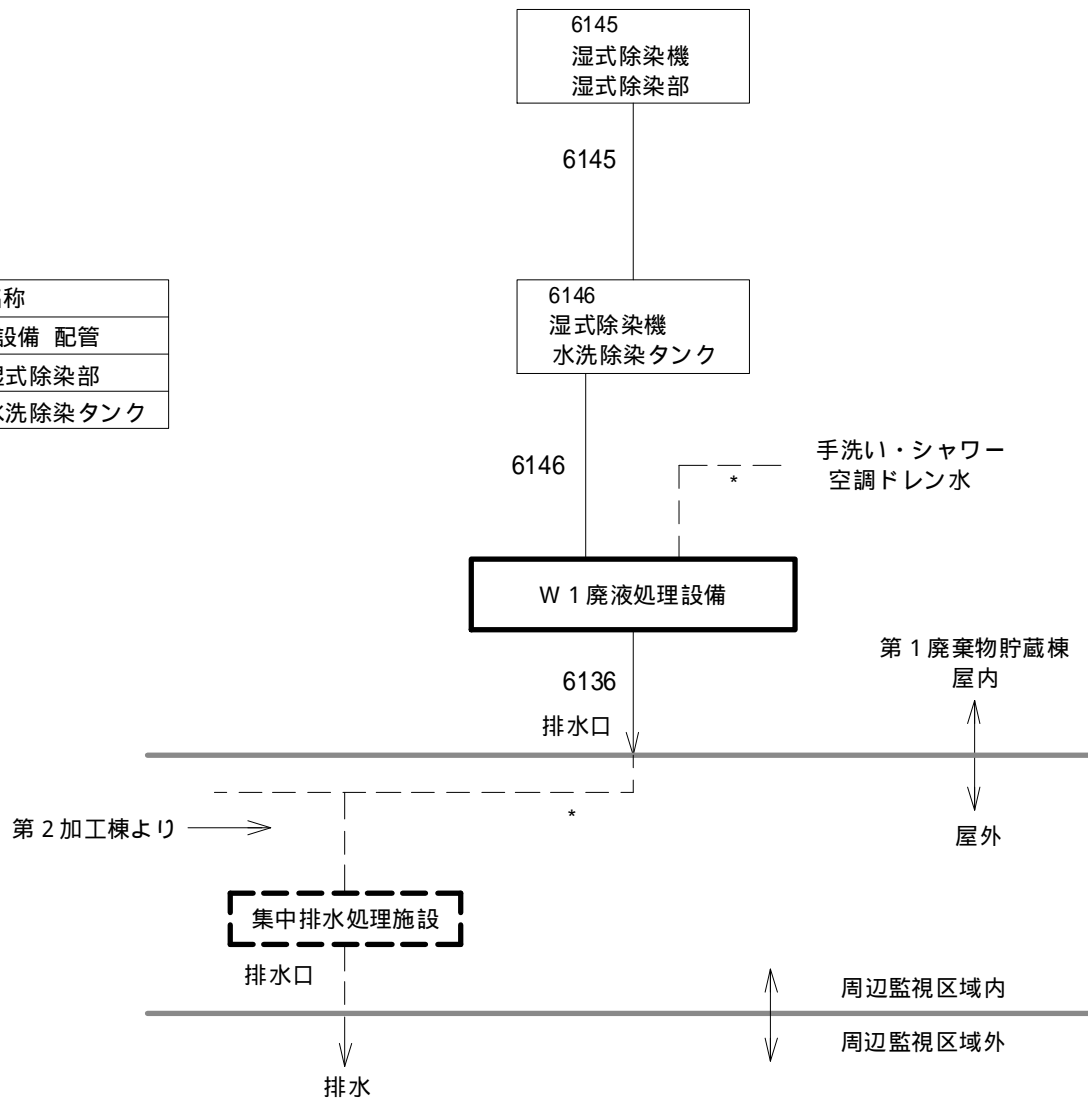 6145
湿式除染機
湿式除染部
6145
称
設備 配管
湿式除染部
水洗除染タンク
6146
湿式除染機
水洗除染タンク
6146
*
手洗い・シャワー
空調ドレン水
W1廃液処理設備
6136
排水口
第1廃棄物貯蔵棟
屋内
屋外
*
第2加工棟より
集中排水処理施設
排水口
周辺監視区域内
周辺監視区域外
排水